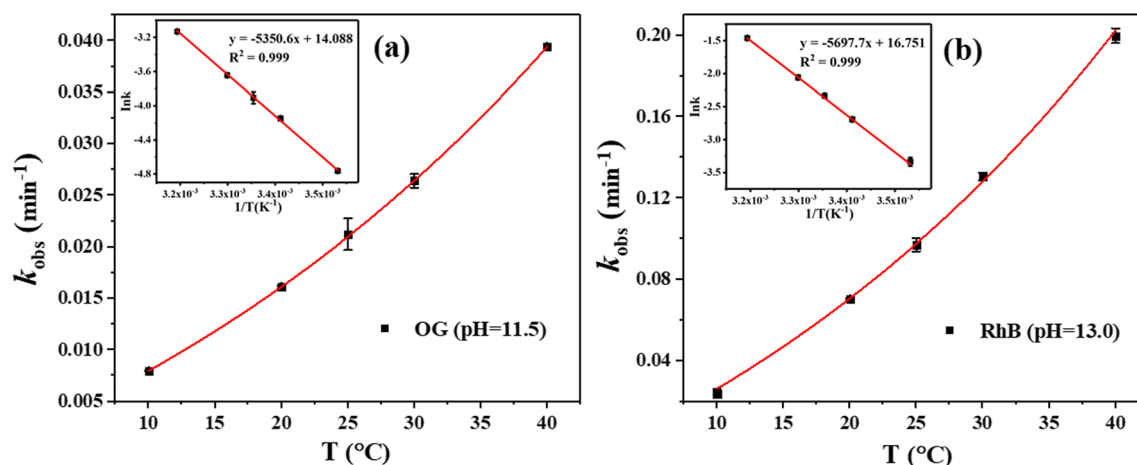 (a)
y = -5350.6x + 14.088
R² = 0.999
lnk
-3.2
-3.6
-4.0
-4.4
-4.8
3.2x10⁻³ 3.3x10⁻³ 3.4x10⁻³ 3.5x10⁻³
1/T(K⁻¹)
k_obs (min⁻¹)
0.040
0.035
0.030
0.025
0.020
0.015
0.010
0.005
OG (pH=11.5)
10 15 20 25 30 35 40
T (°C)
(b)
y = -5697.7x + 16.751
R² = 0.999
lnk
-1.5
-2.0
-2.5
-3.0
-3.5
3.2x10⁻³ 3.3x10⁻³ 3.4x10⁻³ 3.5x10⁻³
1/T(K⁻¹)
k_obs (min⁻¹)
0.20
0.16
0.12
0.08
0.04
RhB (pH=13.0)
10 15 20 25 30 35 40
T (°C)